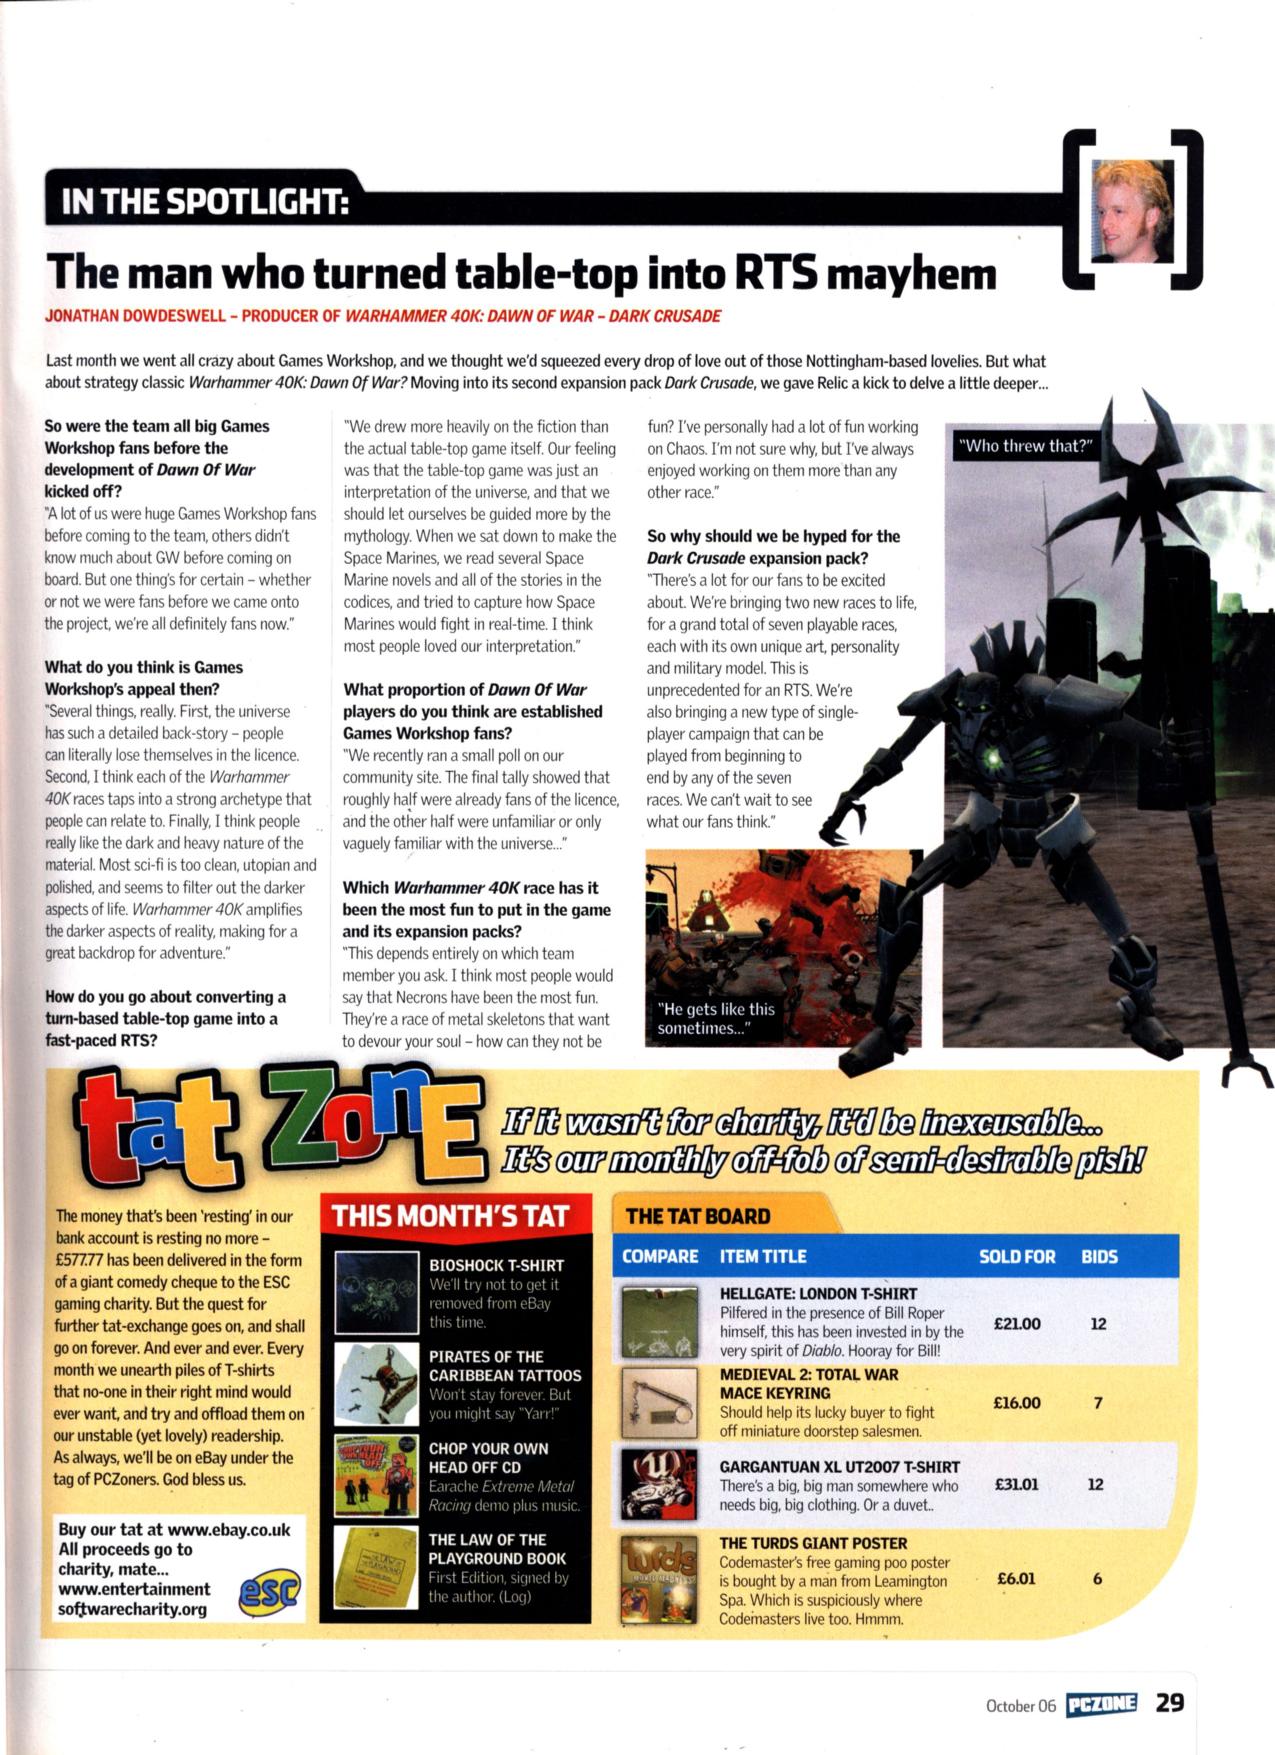 IN THE SPOTLIGHT:
The man who turned table-top into RTS mayhem
JONATHAN DOWDESWELL – PRODUCER OF WARHAMMER 40K: DAWN OF WAR – DARK CRUSADE
Last month we went all crazy about Games Workshop, and we thought we'd squeezed every drop of love out of those Nottingham-based lovelies. But what
about strategy classic Warhammer 40K: Dawn Of War? Moving into its second expansion pack Dark Crusade, we gave Relic a kick to delve a little deeper...
So were the team all big Games
Workshop fans before the
development of Dawn Of War
kicked off?
"A lot of us were huge Games Workshop fans
before coming to the team, others didn't
know much about GW before coming on
board. But one thing's for certain – whether
or not we were fans before we came onto
the project, we're all definitely fans now."
What do you think is Games
Workshop's appeal then?
"Several things, really. First, the universe
has such a detailed back-story – people
can literally lose themselves in the licence.
Second, I think each of the Warhammer
40K races taps into a strong archetype that
people can relate to. Finally, I think people
really like the dark and heavy nature of the
material. Most sci-fi is too clean, utopian and
polished, and seems to filter out the darker
aspects of life. Warhammer 40K amplifies
the darker aspects of reality, making for a
great backdrop for adventure."
How do you go about converting a
turn-based table-top game into a
fast-paced RTS?
"We drew more heavily on the fiction than
the actual table-top game itself. Our feeling
was that the table-top game was just an
interpretation of the universe, and that we
should let ourselves be guided more by the
mythology. When we sat down to make the
Space Marines, we read several Space
Marine novels and all of the stories in the
codices, and tried to capture how Space
Marines would fight in real-time. I think
most people loved our interpretation."
What proportion of Dawn Of War
players do you think are established
Games Workshop fans?
"We recently ran a small poll on our
community site. The final tally showed that
roughly half were already fans of the licence,
and the other half were unfamiliar or only
vaguely familiar with the universe..."
Which Warhammer 40K race has it
been the most fun to put in the game
and its expansion packs?
"This depends entirely on which team
member you ask. I think most people would
say that Necrons have been the most fun.
They're a race of metal skeletons that want
to devour your soul – how can they not be
fun? I've personally had a lot of fun working
on Chaos. I'm not sure why, but I've always
enjoyed working on them more than any
other race."
So why should we be hyped for the
Dark Crusade expansion pack?
"There's a lot for our fans to be excited
about. We're bringing two new races to life,
for a grand total of seven playable races,
each with its own unique art, personality
and military model. This is
unprecedented for an RTS. We're
also bringing a new type of single-
player campaign that can be
played from beginning to
end by any of the seven
races. We can't wait to see
what our fans think."
"Who threw that?"
"He gets like this
sometimes..."
tat ZonE
If it wasn't for charity, it'd be inexcusable...
It's our monthly off-fob of semi-desirable pish!
The money that's been 'resting' in our
bank account is resting no more –
£577.77 has been delivered in the form
of a giant comedy cheque to the ESC
gaming charity. But the quest for
further tat-exchange goes on, and shall
go on forever. And ever and ever. Every
month we unearth piles of T-shirts
that no-one in their right mind would
ever want, and try and offload them on
our unstable (yet lovely) readership.
As always, we'll be on eBay under the
tag of PCZoners. God bless us.
Buy our tat at www.ebay.co.uk
All proceeds go to
charity, mate...
www.entertainment
softwarecharity.org
esc
THIS MONTH'S TAT
BIOSHOCK T-SHIRT
We'll try not to get it
removed from eBay
this time.
PIRATES OF THE
CARIBBEAN TATTOOS
Won't stay forever. But
you might say "Yarr!"
CHOP YOUR OWN
HEAD OFF CD
Earache Extreme Metal
Racing demo plus music.
THE LAW OF THE
PLAYGROUND BOOK
First Edition, signed by
the author. (Log)
THE TAT BOARD
COMPARE ITEM TITLE SOLD FOR BIDS
HELLGATE: LONDON T-SHIRT
Pilfered in the presence of Bill Roper
himself, this has been invested in by the
very spirit of Diablo. Hooray for Bill!
£21.00 12
MEDIEVAL 2: TOTAL WAR
MACE KEYRING
Should help its lucky buyer to fight
off miniature doorstep salesmen.
£16.00 7
GARGANTUAN XL UT2007 T-SHIRT
There's a big, big man somewhere who
needs big, big clothing. Or a duvet..
£31.01 12
THE TURDS GIANT POSTER
Codemaster's free gaming poo poster
is bought by a man from Leamington
Spa. Which is suspiciously where
Codemasters live too. Hmmm.
£6.01 6
turds
October 06 PCZONE 29